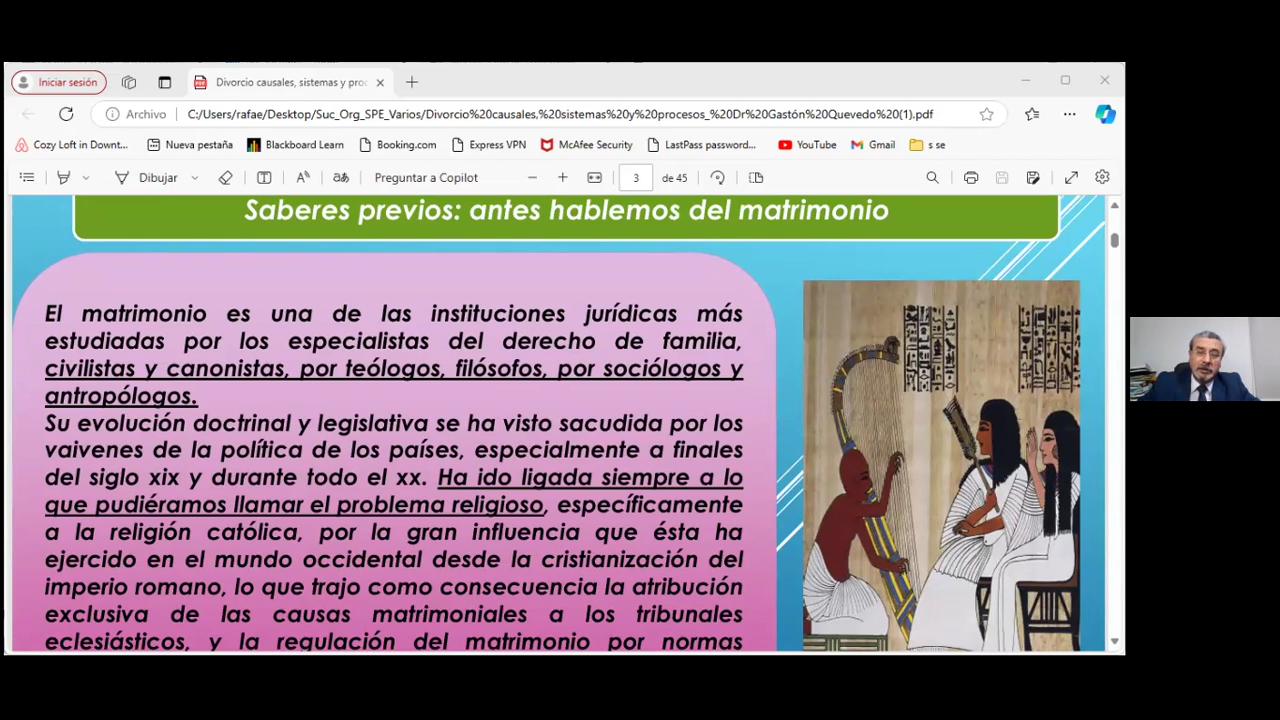 Iniciar sesión
Divorcio causales, sistemas y proc
Archivo
C:/Users/rafae/Desktop/Suc_Org_SPE_Varios/Divorcio%20causales,%20sistemas%20y%20procesos_%20Dr%20Gastón%20Quevedo%20(1).pdf
Cozy Loft in Downt... Nueva pestaña Blackboard Learn Booking.com Express VPN McAfee Security LastPass password... YouTube Gmail s se
Dibujar Preguntar a Copilot 3 de 45
Saberes previos: antes hablemos del matrimonio
El matrimonio es una de las instituciones jurídicas más
estudiadas por los especialistas del derecho de familia,
civilistas y canonistas, por teólogos, filósofos, por sociólogos y
antropólogos.
Su evolución doctrinal y legislativa se ha visto sacudida por los
vaivenes de la política de los países, especialmente a finales
del siglo xix y durante todo el xx. Ha ido ligada siempre a lo
que pudiéramos llamar el problema religioso, específicamente
a la religión católica, por la gran influencia que ésta ha
ejercido en el mundo occidental desde la cristianización del
imperio romano, lo que trajo como consecuencia la atribución
exclusiva de las causas matrimoniales a los tribunales
eclesiásticos, y la regulación del matrimonio por normas